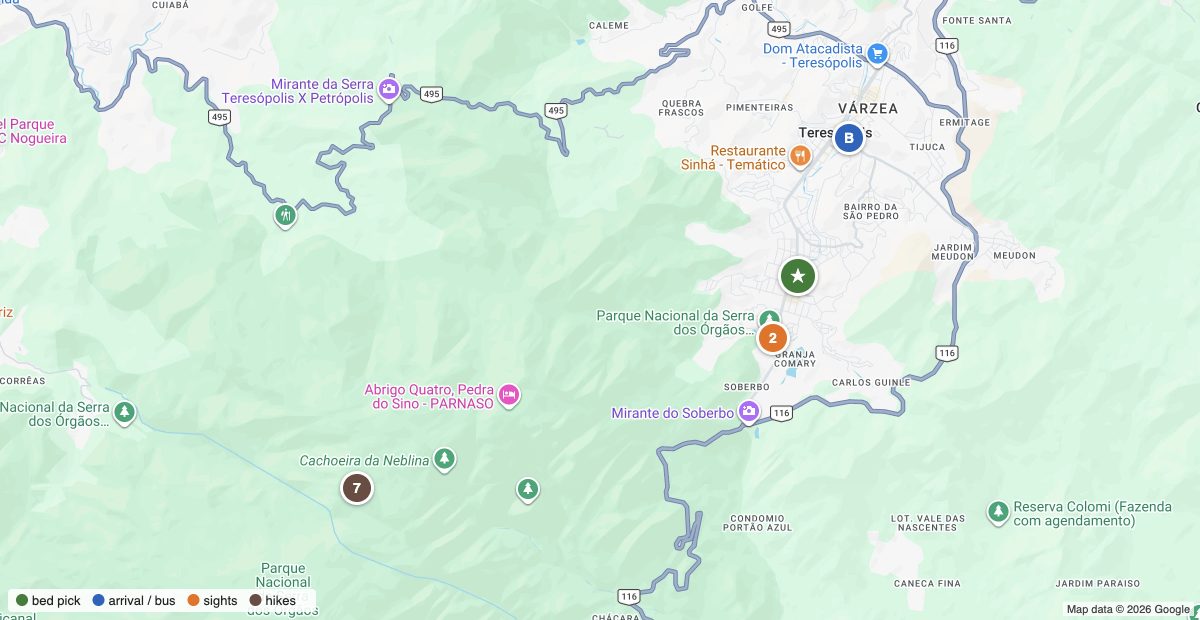 CUIABÁ
GOLFE
FONTE SANTA
CALEME
495
116
Dom Atacadista
- Teresópolis
Mirante da Serra
Teresópolis X Petrópolis
495
495
495
QUEBRA
FRASCOS
PIMENTEIRAS
VÁRZEA
ERMITAGE
el Parque
C Nogueira
B
TIJUCA
Restaurante
Sinhá - Temático
BAIRRO DA
SÃO PEDRO
JARDIM
MEUDON
MEUDON
riz
Parque Nacional da Serra
dos Órgãos...
2
GRANJA
COMARY
116
CORRÊAS
SOBERBO
CARLOS GUINLE
Abrigo Quatro, Pedra
do Sino - PARNASO
Nacional da Serra
dos Órgãos...
Mirante do Soberbo
116
Cachoeira da Neblina
7
CONDOMIO
PORTÃO AZUL
LOT. VALE DAS
NASCENTES
Reserva Colomi (Fazenda
com agendamento)
Parque
Nacional
dos Órgãos
CANECA FINA
JARDIM PARAISO
116
bed pick
arrival / bus
sights
hikes
CHÁCARA
Map data © 2026 Google